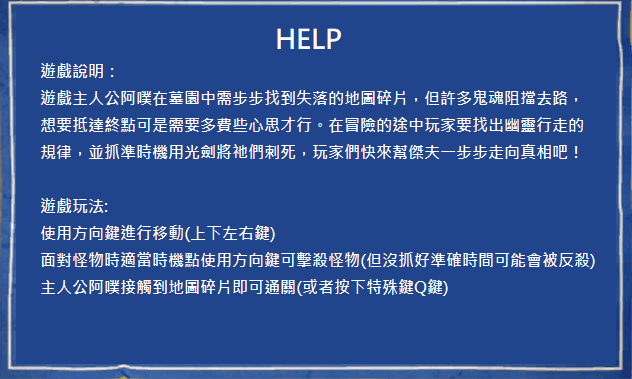 HELP
遊戲說明：
遊戲主人公阿噗在墓園中需步步找到失落的地圖碎片，但許多鬼魂阻擋去路，
想要抵達終點可是需要多費些心思才行。在冒險的途中玩家要找出幽靈行走的
規律，並抓準時機用光劍將祂們刺死，玩家們快來幫傑夫一步步走向真相吧！
遊戲玩法:
使用方向鍵進行移動(上下左右鍵)
面對怪物時適當時機點使用方向鍵可擊殺怪物(但沒抓好準確時間可能會被反殺)
主人公阿噗接觸到地圖碎片即可通關(或者按下特殊鍵Q鍵)